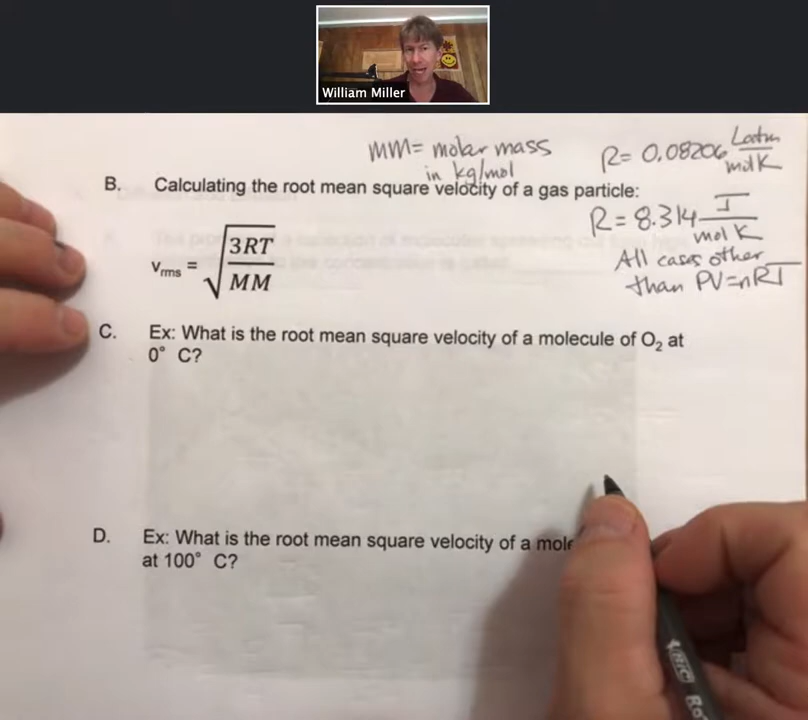 William Miller
MM= molar mass
in kg/mol
R= 0.08206 Latm
molK
B. Calculating the root mean square velocity of a gas particle:
R= 8.314 J
mol K
All cases other
than PV=nRT
vrms = √3RT
MM
C. Ex: What is the root mean square velocity of a molecule of O₂ at
0° C?
D. Ex: What is the root mean square velocity of a mole
at 100° C?
BIC